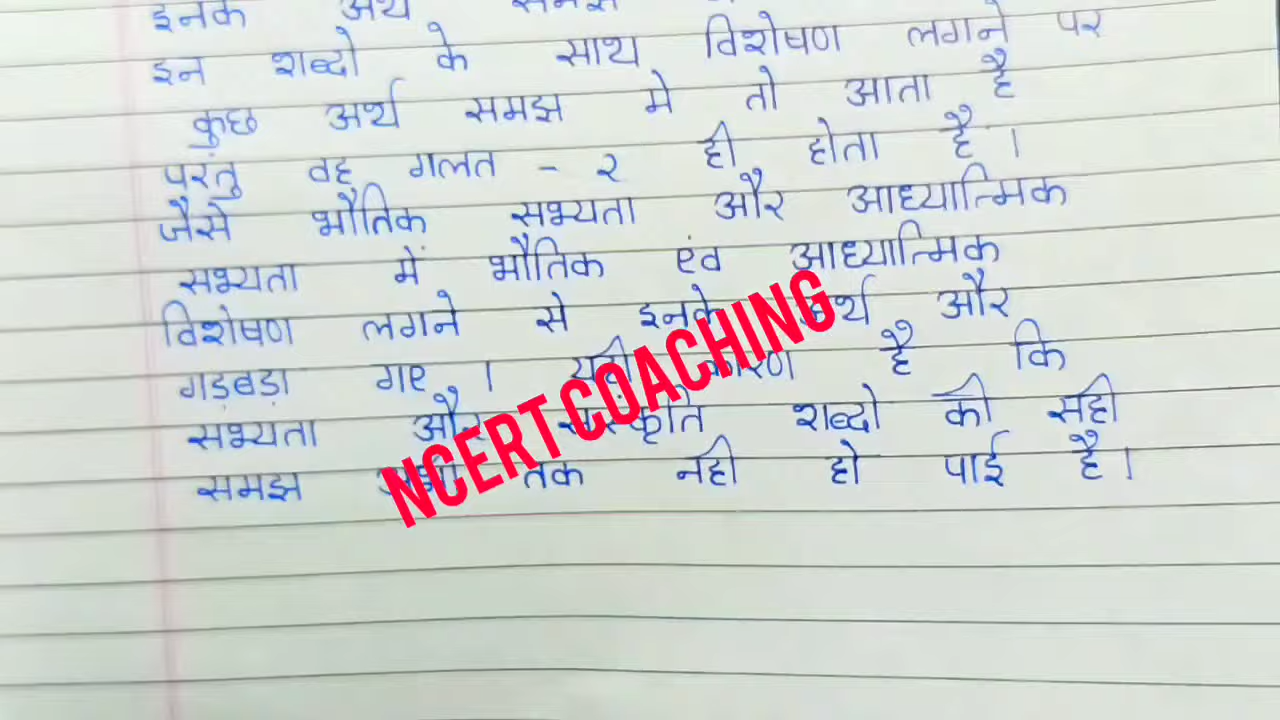 इनके अर्थ समझ
इन शब्दो के साथ विशेषण लगने पर
कुछ अर्थ समझ मे तो आता है
परंतु वह गलत - २ ही होता है ।
जैसे भौतिक सभ्यता और आध्यात्मिक
सभ्यता में भौतिक एंव आध्यात्मिक
विशेषण लगने से इनके अर्थ और
गड़बड़ा गए । यही कारण है कि
सभ्यता और संस्कृति शब्दो की सही
समझ तक नही हो पाई है ।
NCERT COACHING